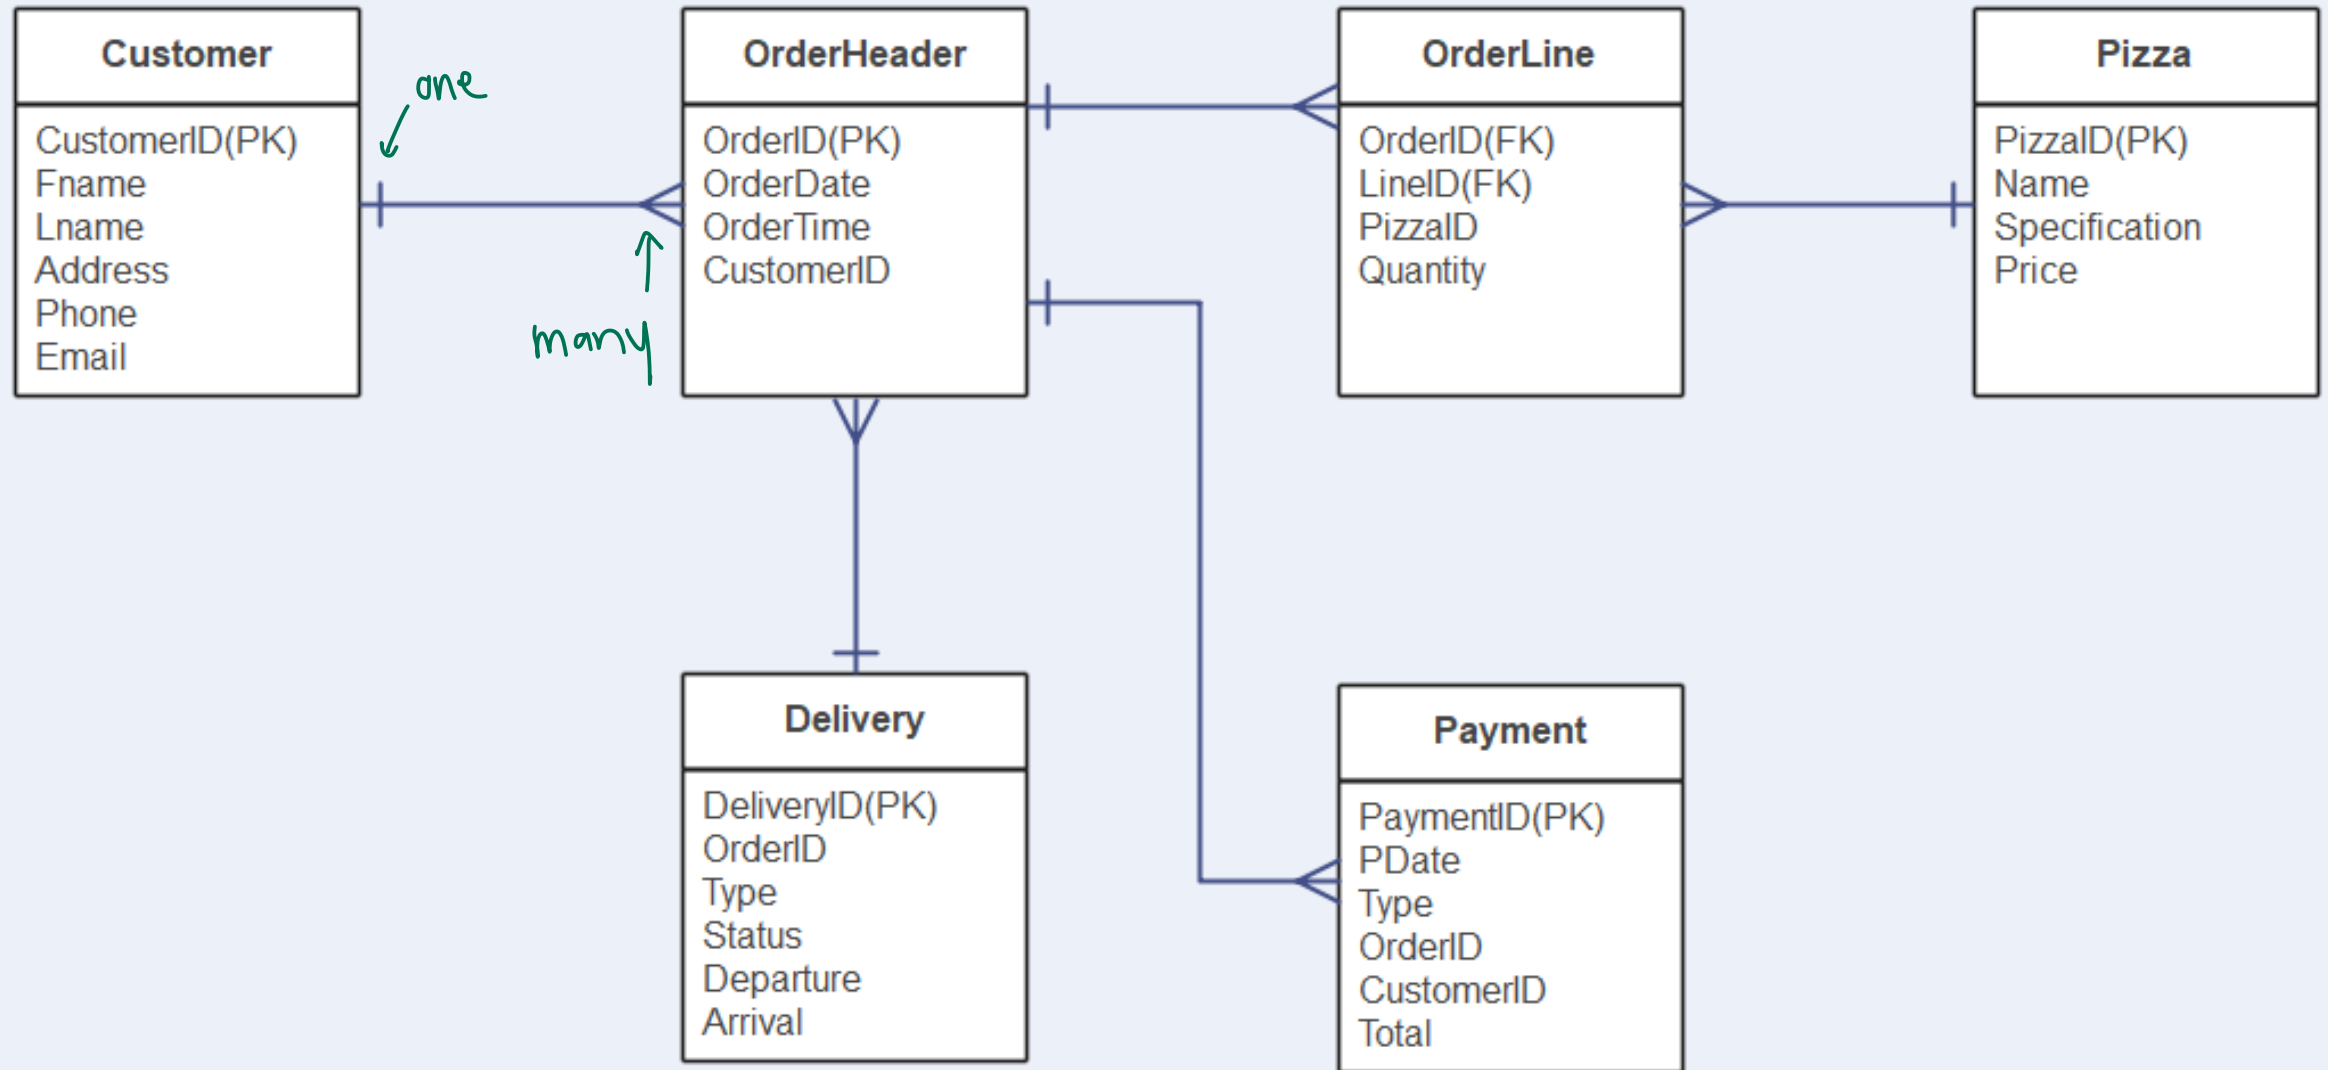 Customer
CustomerID(PK)
Fname
Lname
Address
Phone
Email
one
many
OrderHeader
OrderID(PK)
OrderDate
OrderTime
CustomerID
OrderLine
OrderID(FK)
LineID(FK)
PizzaID
Quantity
Pizza
PizzaID(PK)
Name
Specification
Price
Delivery
DeliveryID(PK)
OrderID
Type
Status
Departure
Arrival
Payment
PaymentID(PK)
PDate
Type
OrderID
CustomerID
Total